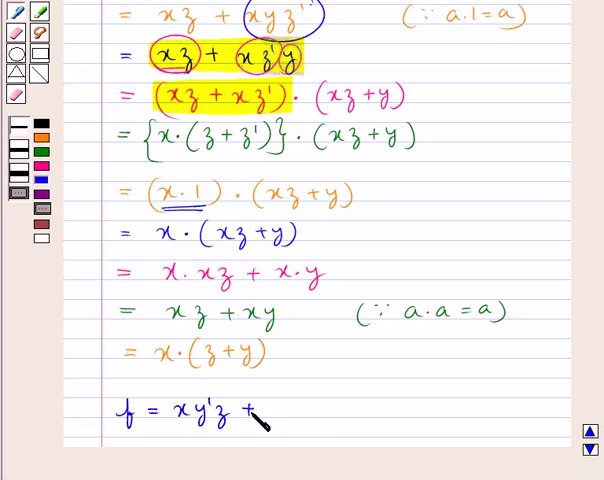 = xz + xyz' (∵ a.1=a)
= xz + xz'y
= (xz + xz') · (xz+y)
= {x·(z+z')} · (xz+y)
= (x·1) · (xz+y)
= x·(xz+y)
= x·xz + x·y
= xz + xy (∵ a·a=a)
= x·(z+y)
f = xy'z +